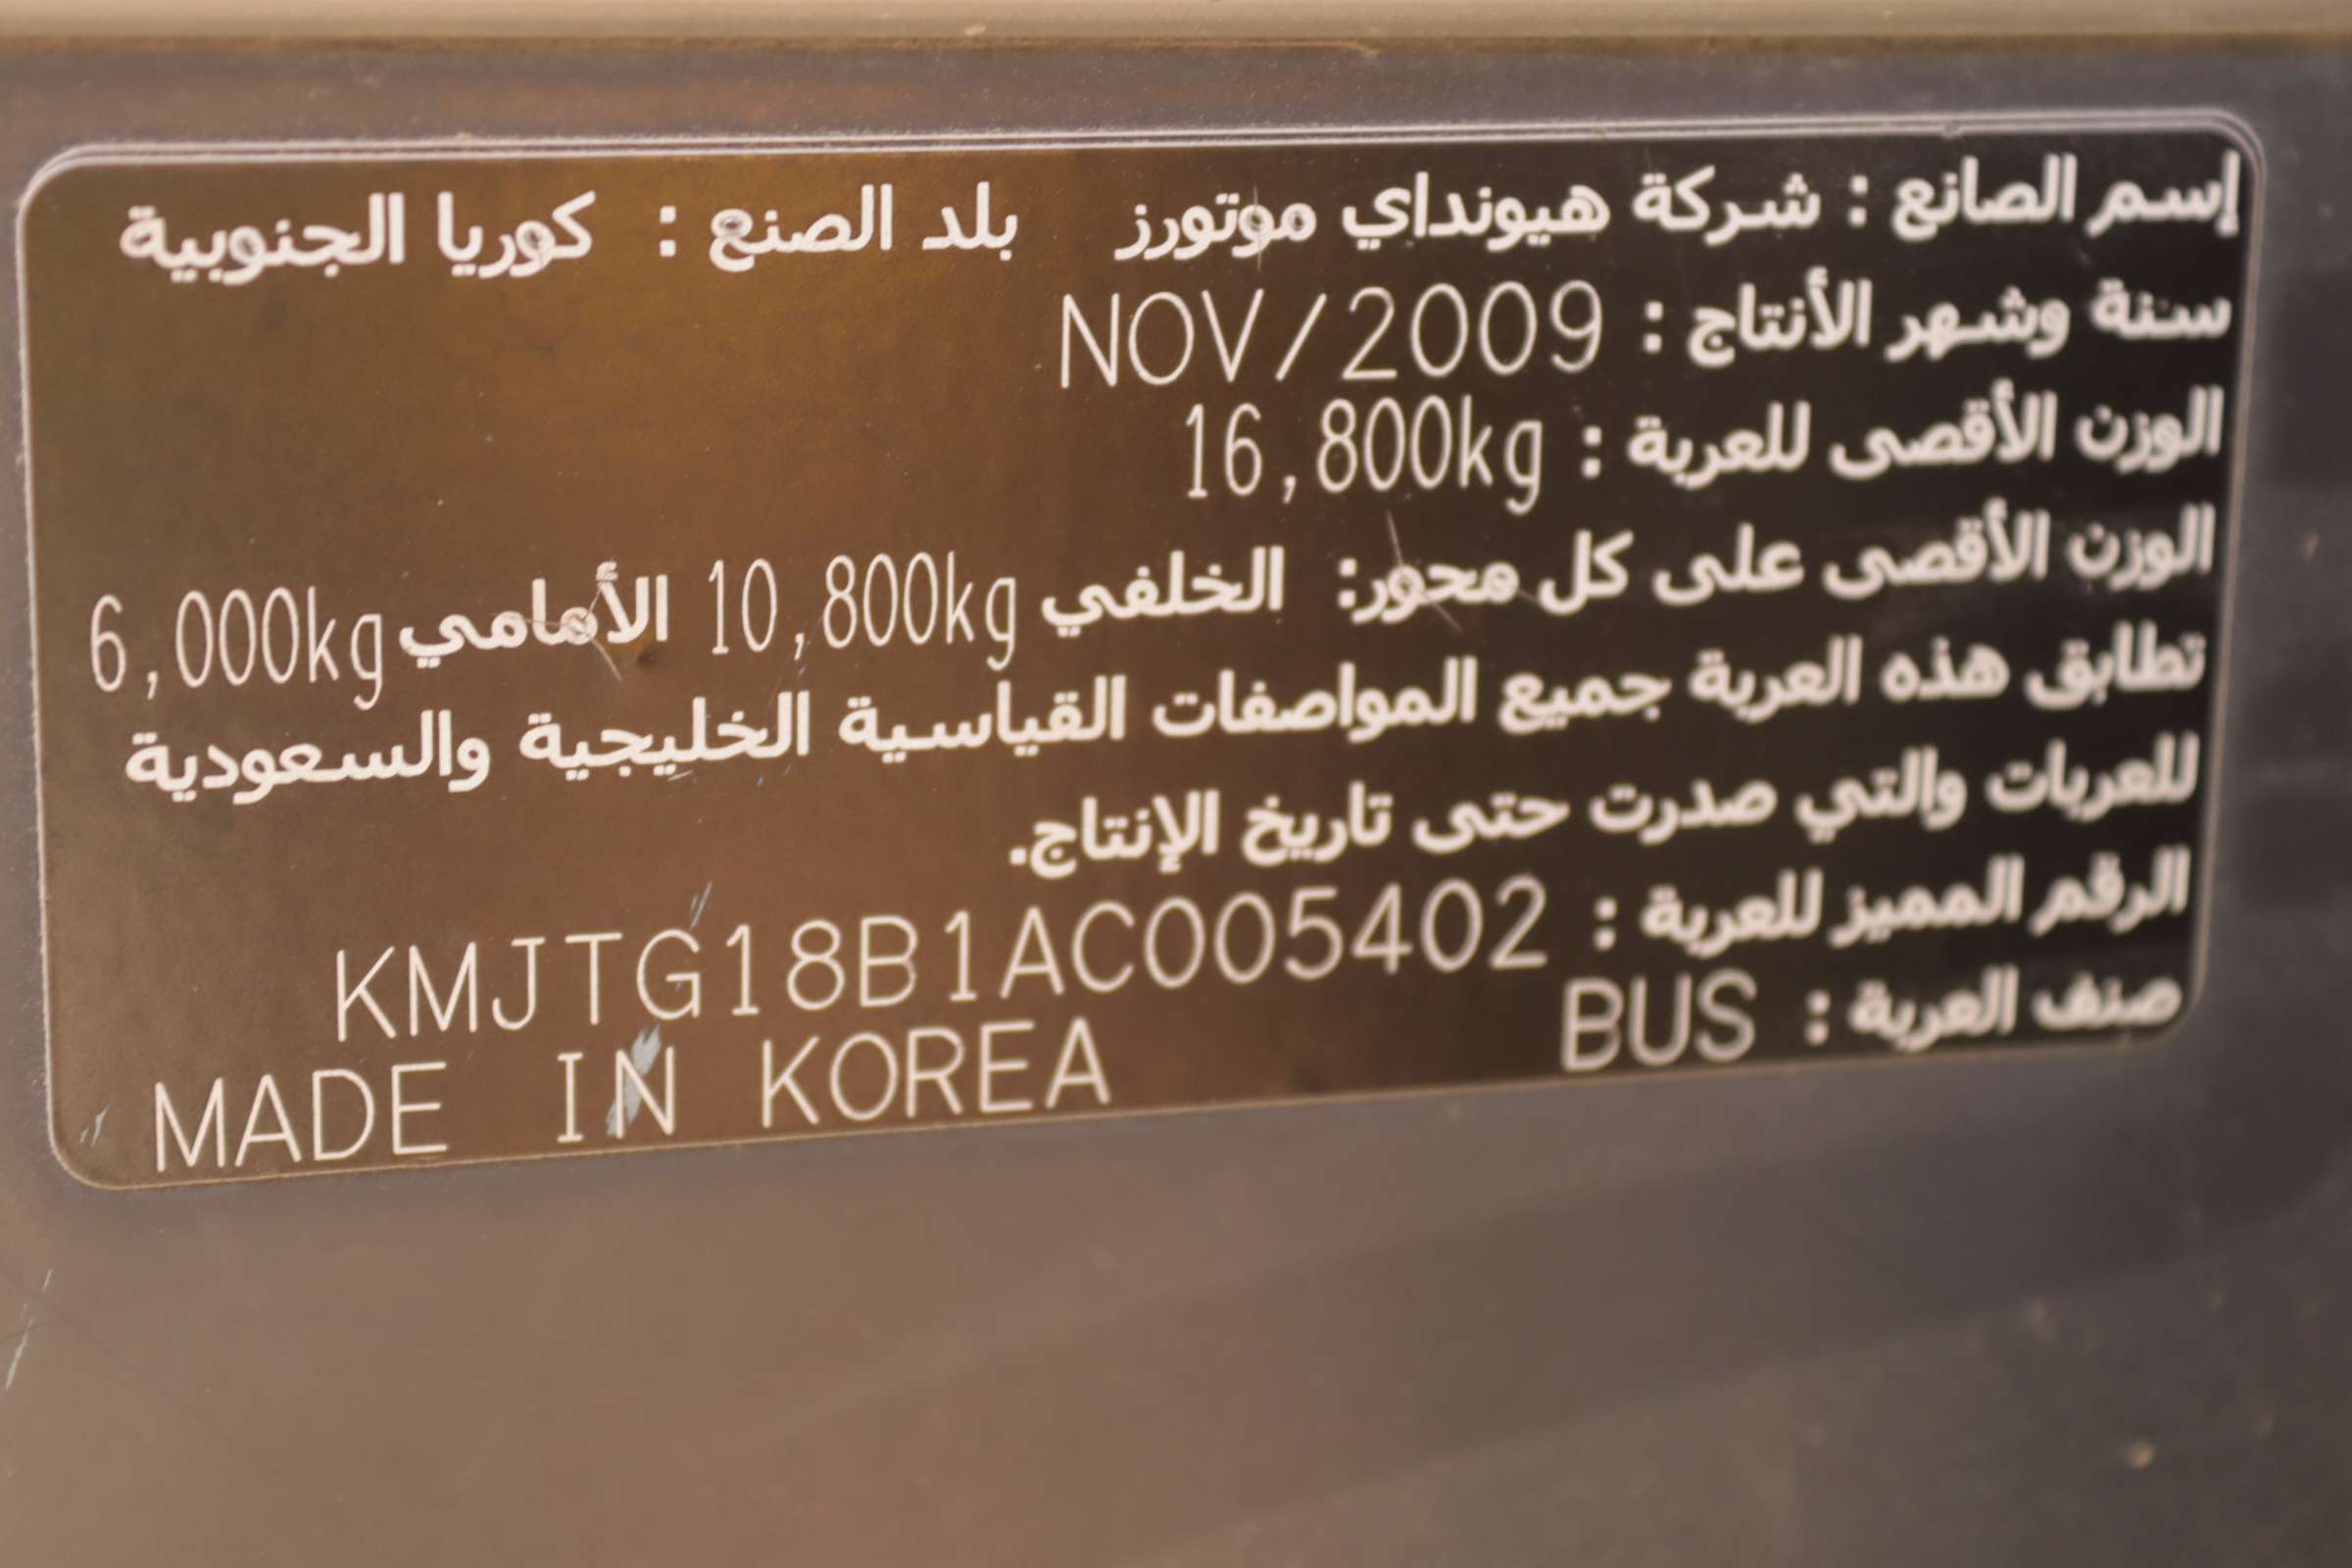 إسم الصانع : شركة هيونداي موتورز بلد الصنع : كوريا الجنوبية
سنة وشهر الأنتاج : NOV/2009
الوزن الأقصى للعربة : 16,800kg
الوزن الأقصى على كل محور: الخلفي 10,800kg الأمامي 6,000kg
تطابق هذه العربة جميع المواصفات القياسية الخليجية والسعودية
للعربات والتي صدرت حتى تاريخ الإنتاج.
الرقم المميز للعربة : KMJTG18B1AC005402
صنف العربة : BUS MADE IN KOREA